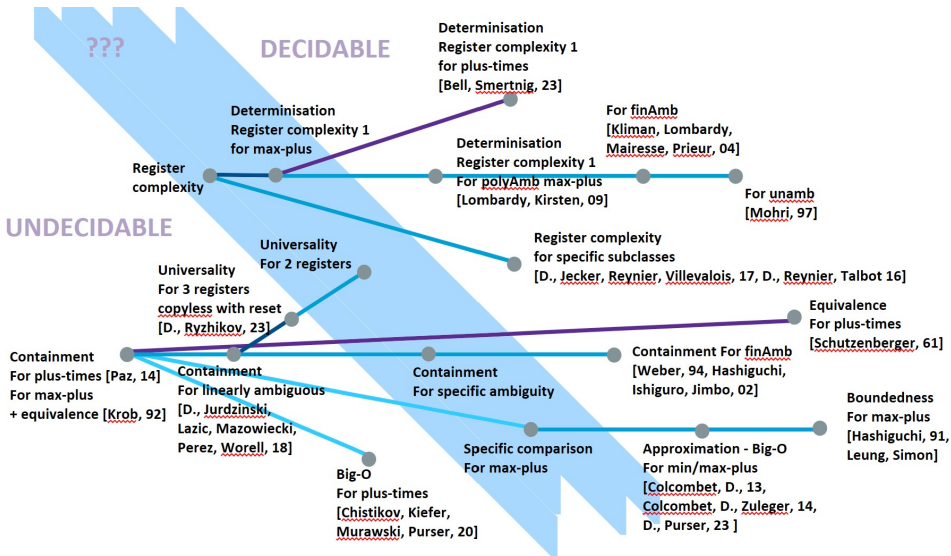 ???
DECIDABLE
Determinisation
Register complexity 1
for plus-times
[Bell, Smertnig, 23]
Determinisation
Register complexity 1
for max-plus
For finAmb
[Kliman, Lombardy,
Mairesse, Prieur, 04]
Determinisation
Register complexity 1
For polyAmb max-plus
[Lombardy, Kirsten, 09]
Register
complexity
For unamb
[Mohri, 97]
UNDECIDABLE
Universality
For 2 registers
Register complexity
for specific subclasses
[D., Jecker, Reynier, Villevalois, 17, D., Reynier, Talbot 16]
Universality
For 3 registers
copyless with reset
[D., Ryzhikov, 23]
Equivalence
For plus-times
[Schutzenberger, 61]
Containment
For plus-times [Paz, 14]
For max-plus
+ equivalence [Krob, 92]
Containment
For linearly ambiguous
[D., Jurdzinski,
Lazic, Mazowiecki,
Perez, Worell, 18]
Containment
For specific ambiguity
Containment For finAmb
[Weber, 94, Hashiguchi,
Ishiguro, Jimbo, 02]
Boundedness
For max-plus
[Hashiguchi, 91,
Leung, Simon]
Specific comparison
For max-plus
Approximation - Big-O
For min/max-plus
[Colcombet, D., 13,
Colcombet, D., Zuleger, 14,
D., Purser, 23 ]
Big-O
For plus-times
[Chistikov, Kiefer,
Murawski, Purser, 20]